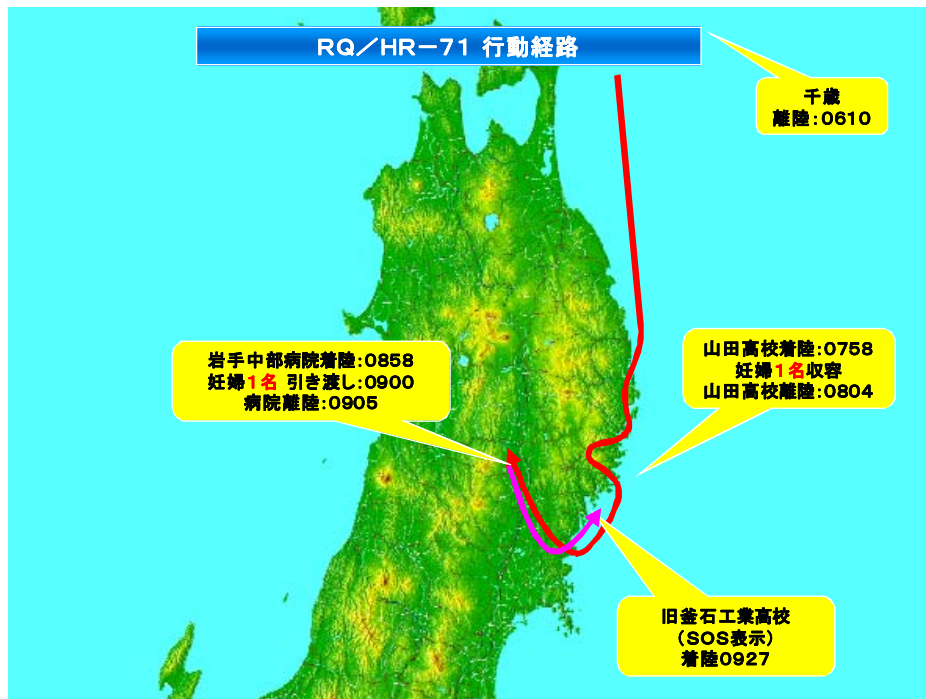 RQ/HR-71 行動経路
千歳
離陸:0610
岩手中部病院着陸:0858
妊婦1名 引き渡し:0900
病院離陸:0905
山田高校着陸:0758
妊婦1名収容
山田高校離陸:0804
旧釜石工業高校
(SOS表示)
着陸0927